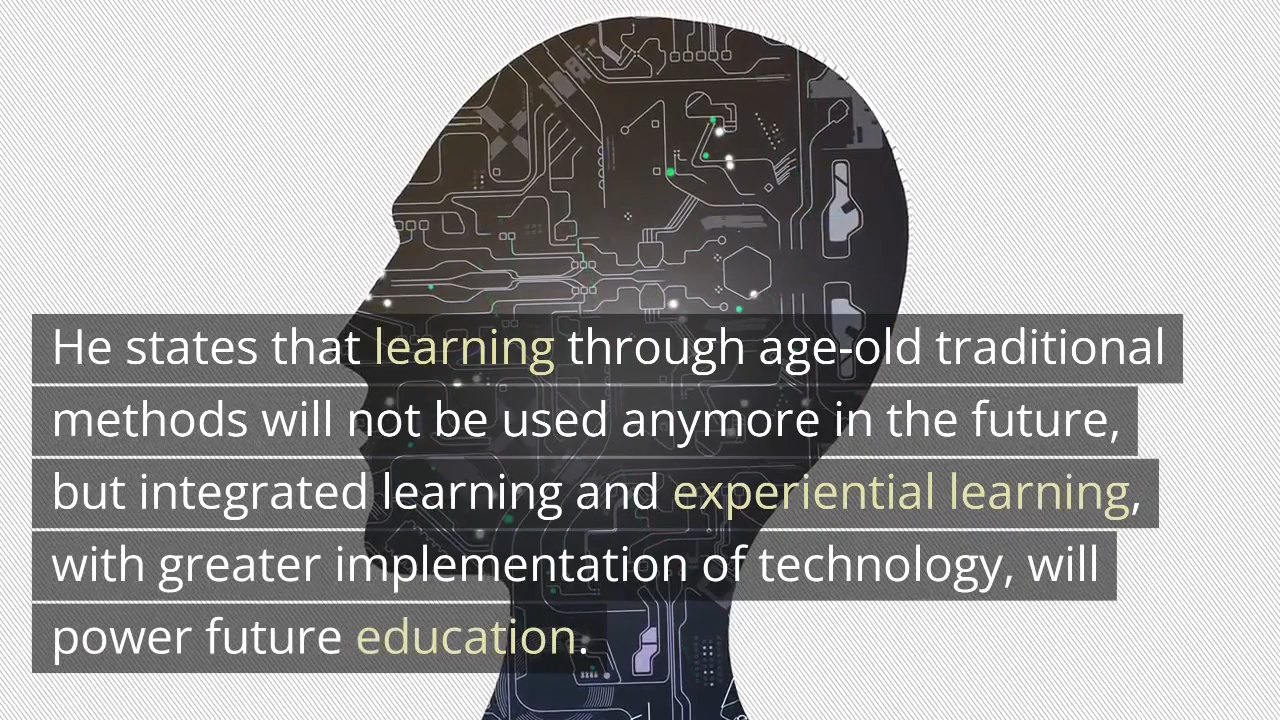 He states that learning through age-old traditional
methods will not be used anymore in the future,
but integrated learning and experiential learning,
with greater implementation of technology, will
power future education.